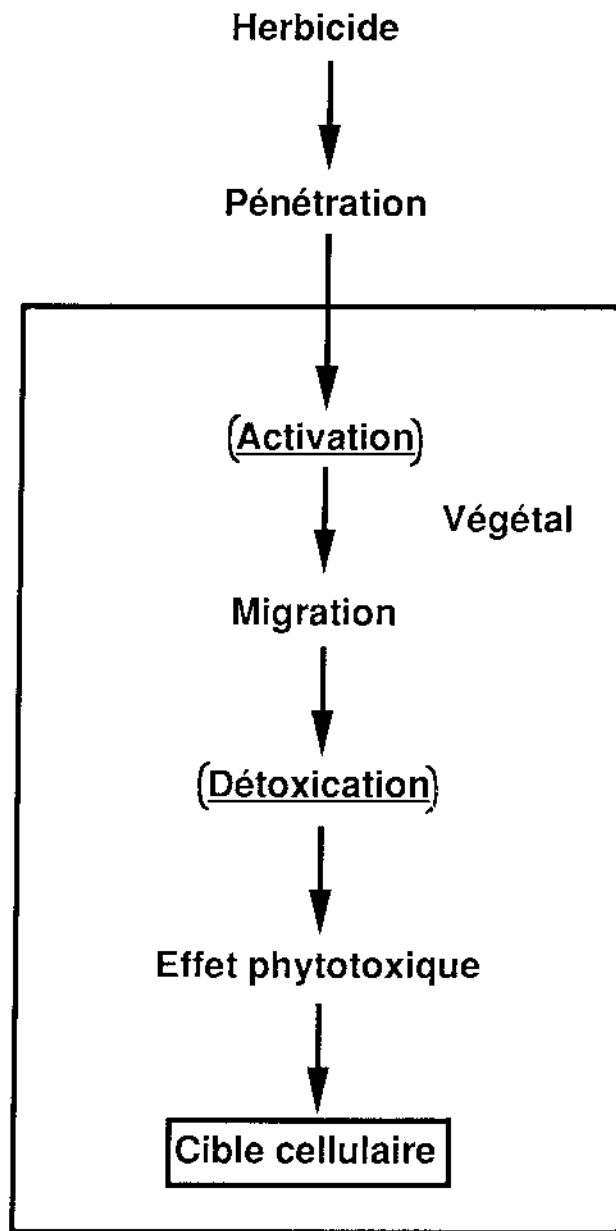 Herbicide
Pénétration
(Activation)
Végétal
Migration
(Détoxication)
Effet phytotoxique
Cible cellulaire